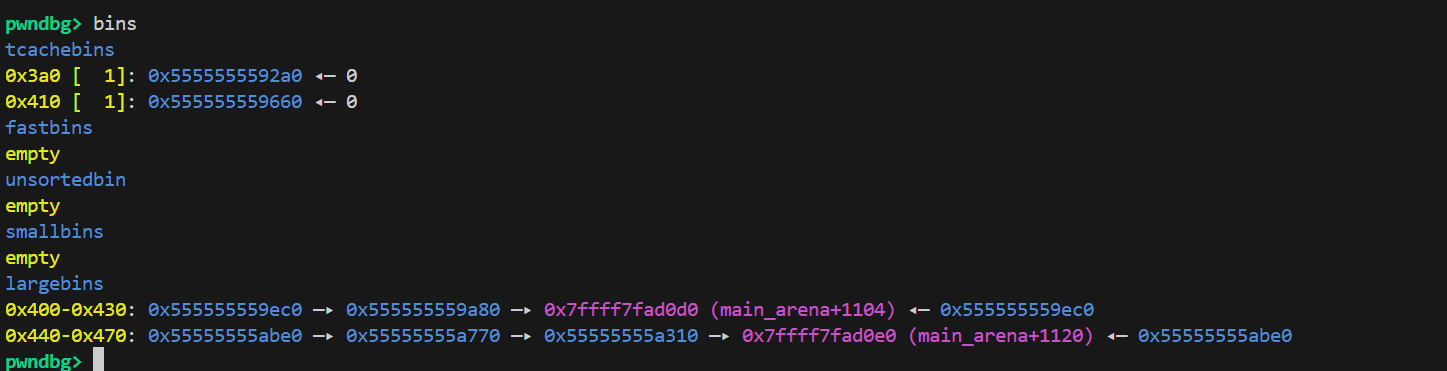 pwndbg> bins
tcachebins
0x3a0 [  1]: 0x5555555592a0 ◂— 0
0x410 [  1]: 0x555555559660 ◂— 0
fastbins
empty
unsortedbin
empty
smallbins
empty
largebins
0x400-0x430: 0x555555559ec0 —▸ 0x555555559a80 —▸ 0x7ffff7fad0d0 (main_arena+1104) ◂— 0x555555559ec0
0x440-0x470: 0x55555555abe0 —▸ 0x55555555a770 —▸ 0x55555555a310 —▸ 0x7ffff7fad0e0 (main_arena+1120) ◂— 0x55555555abe0
pwndbg>